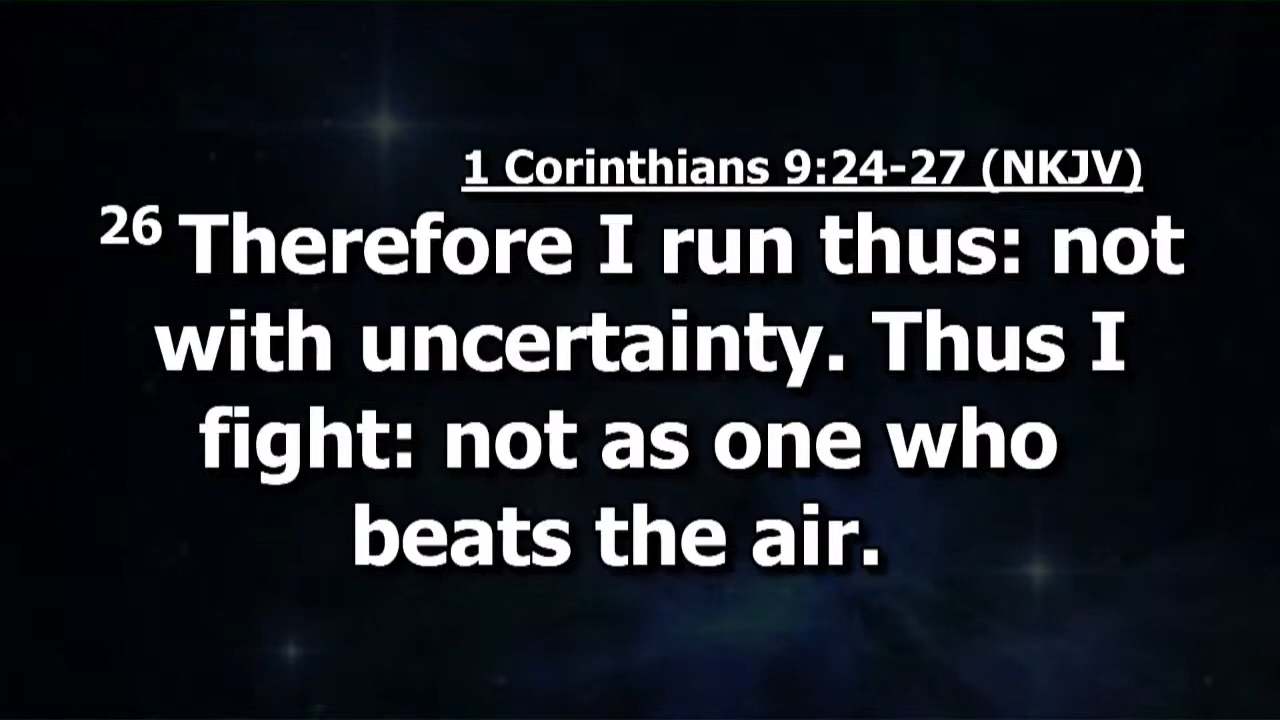 1 Corinthians 9:24-27 (NKJV)
26 Therefore I run thus: not
with uncertainty. Thus I
fight: not as one who
beats the air.